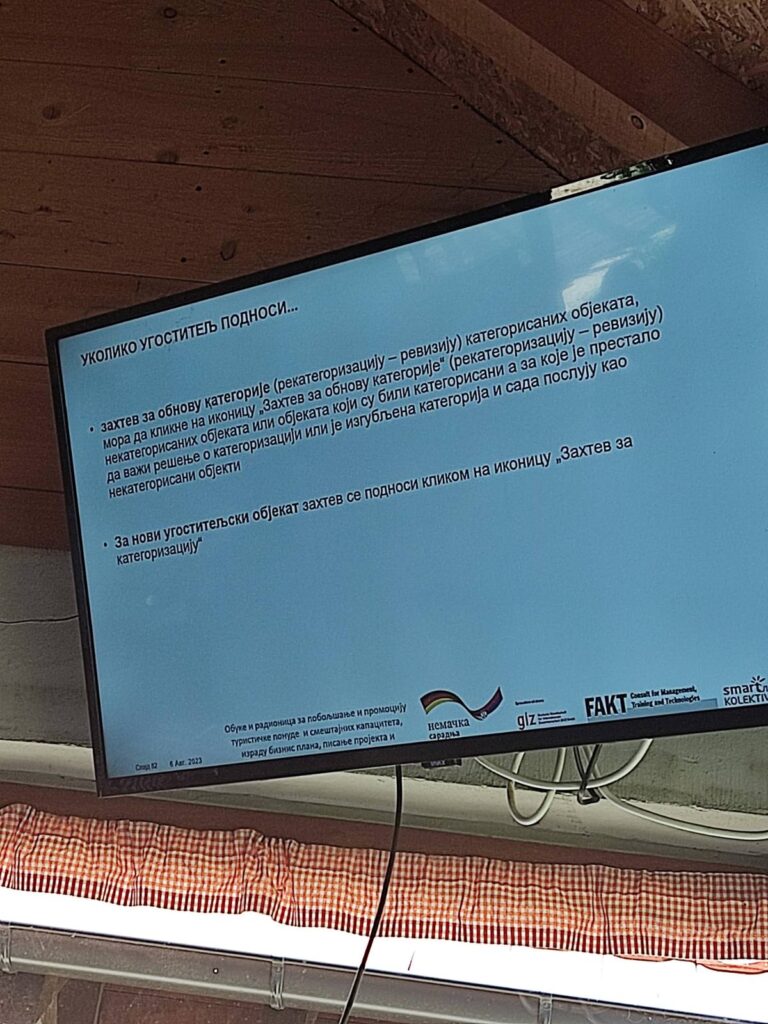 УКОЛИКО УГОСТИТЕЉ ПОДНОСИ...
• захтев за обнову категорије (рекатегоризацију – ревизију) категорисаних објеката,
мора да кликне на иконицу „Захтев за обнову категорије“ (рекатегоризацију – ревизију)
некатегорисаних објеката или објеката који су били категорисани а за које је престало
да важи решење о категоризацији или је изгубљена категорија и сада послују као
некатегорисани објекти
• За нови угоститељски објекат захтев се подноси кликом на иконицу „Захтев за
категоризацију“
Обуке и радионица за побољшање и промоцију
туристичке понуде и смештајних капацитета,
израду бизнис плана, писање пројекта и
Слајд 82 6 Авг. 2023
немачка
сарадња
giz
FAKT Consult for Management,
Training and Technologies
smart
KOLEKTIV